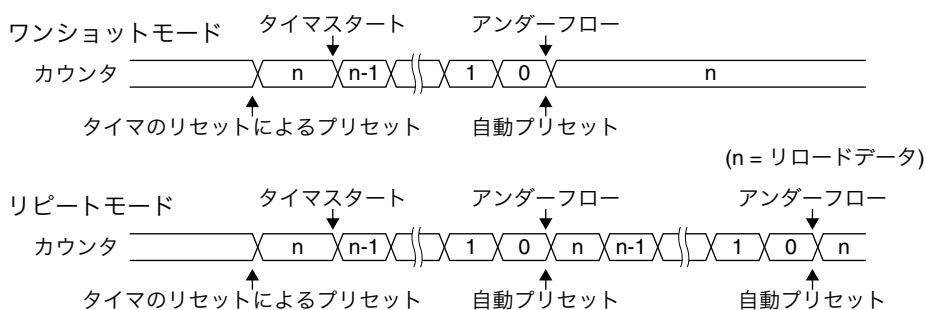 ワンショットモード タイマスタート アンダーフロー
カウンタ n n-1 1 0 n
タイマのリセットによるプリセット 自動プリセット
(n = リロードデータ)
リピートモード タイマスタート アンダーフロー アンダーフロー
カウンタ n n-1 1 0 n n-1 1 0 n
タイマのリセットによるプリセット 自動プリセット 自動プリセット